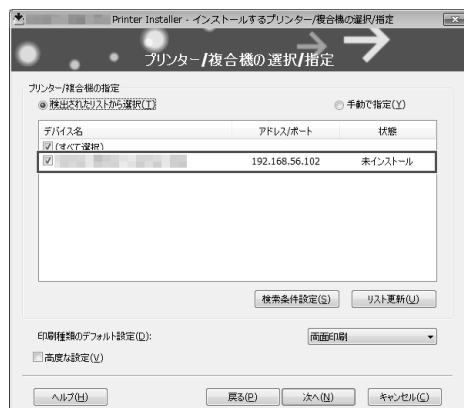 Printer Installer - インストールするプリンター/複合機の選択/指定
プリンター/複合機の選択/指定
プリンター/複合機の指定
検出されたリストから選択(T)
手動で指定(Y)
デバイス名 アドレス/ポート 状態
(すべて選択)
192.168.56.102 未インストール
検索条件設定(S) リスト更新(U)
印刷種類のデフォルト設定(D): 両面印刷
高度な設定(V)
ヘルプ(H) 戻る(P) 次へ(N) キャンセル(C)